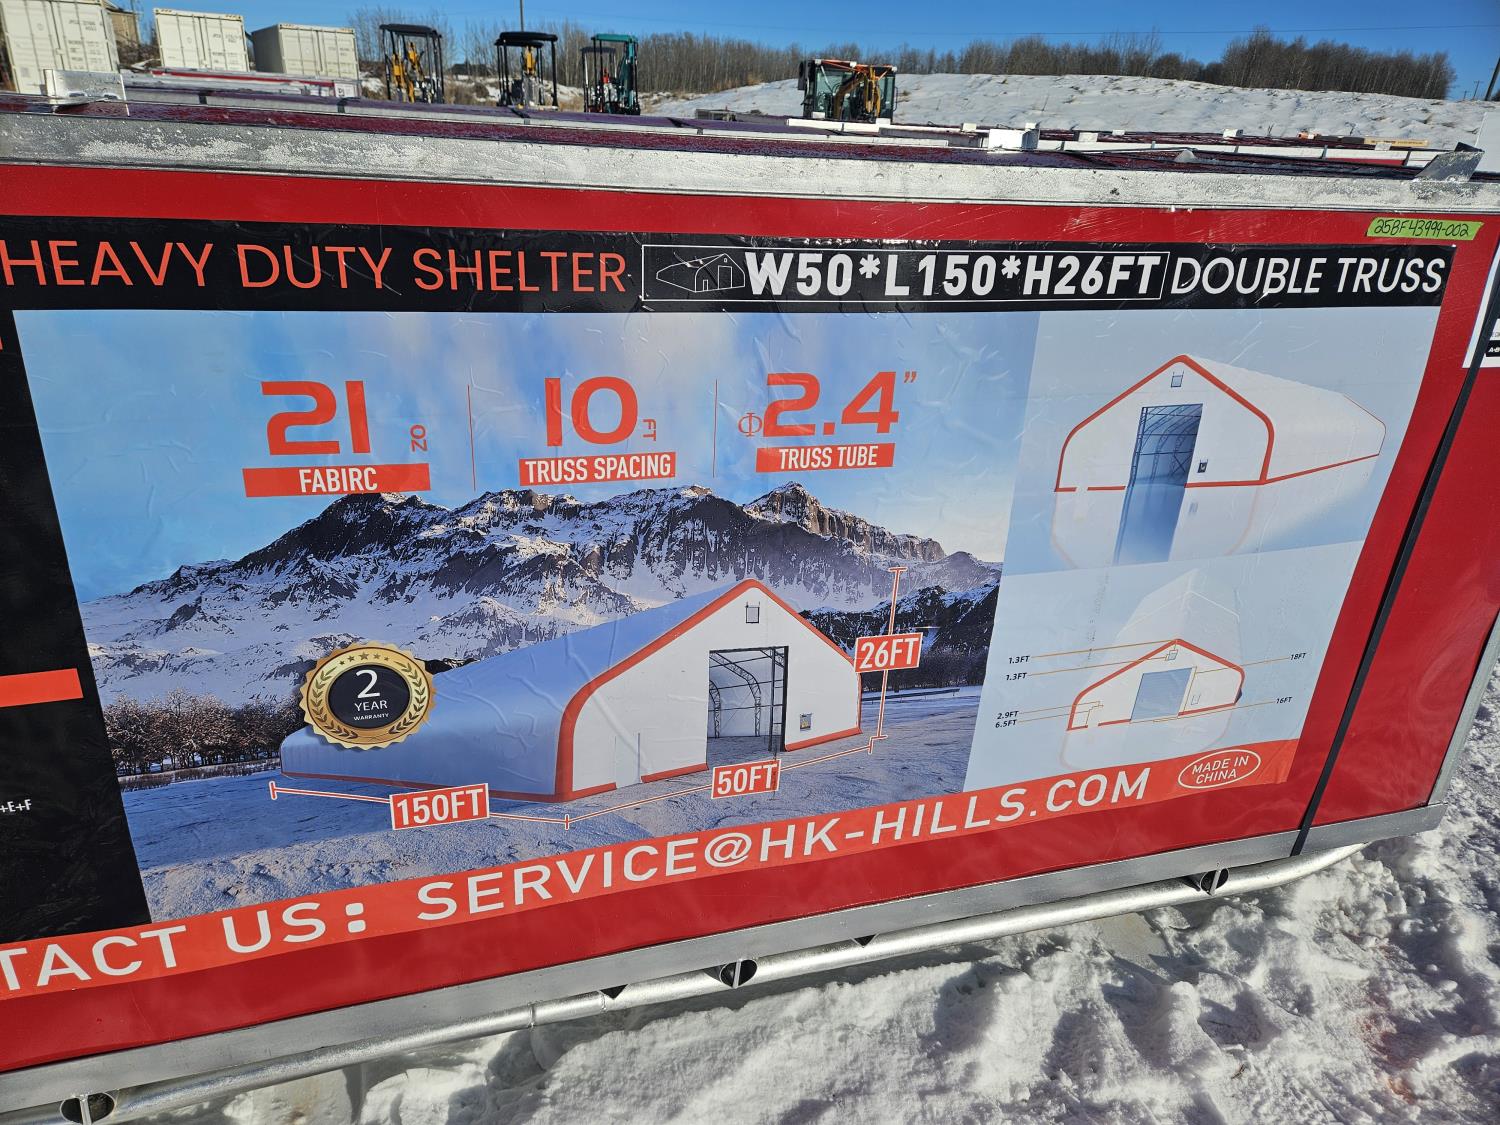 25BF43999-002
HEAVY DUTY SHELTER W50*L150*H26FT DOUBLE TRUSS
21 OZ
FABIRC
10 FT
TRUSS SPACING
Φ2.4”
TRUSS TUBE
2
YEAR
WARRANTY
26FT
50FT
150FT
1.3FT
1.3FT
2.9FT
6.5FT
18FT
16FT
+E+F
MADE IN
CHINA
TACT US: SERVICE@HK-HILLS.COM